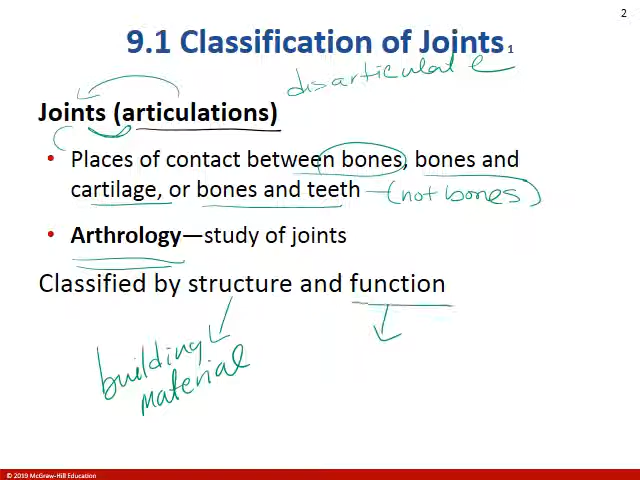 2
9.1 Classification of Joints 1
disarticulate
Joints (articulations)
• Places of contact between bones, bones and
cartilage, or bones and teeth (not bones)
• Arthrology—study of joints
Classified by structure and function
building
material
© 2019 McGraw-Hill Education